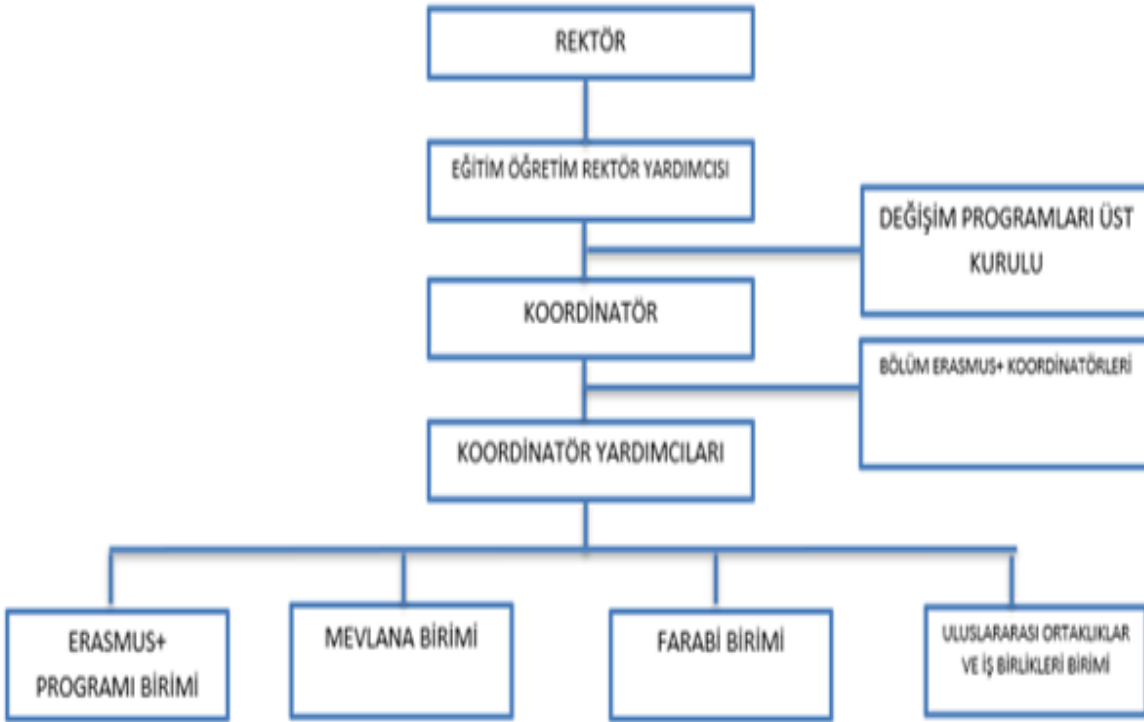 REKTÖR
EĞİTİM ÖĞRETİM REKTÖR YARDIMCISI
DEĞİŞİM PROGRAMLARI ÜST
KURULU
KOORDİNATÖR
BÖLÜM ERASMUS+ KOORDİNATÖRLERİ
KOORDİNATÖR YARDIMCILARI
ERASMUS+
PROGRAMI BİRİMİ
MEVLANA BİRİMİ
FARABİ BİRİMİ
ULUSLARARASI ORTAKLIKLAR
VE İŞ BİRLİKLERİ BİRİMİ